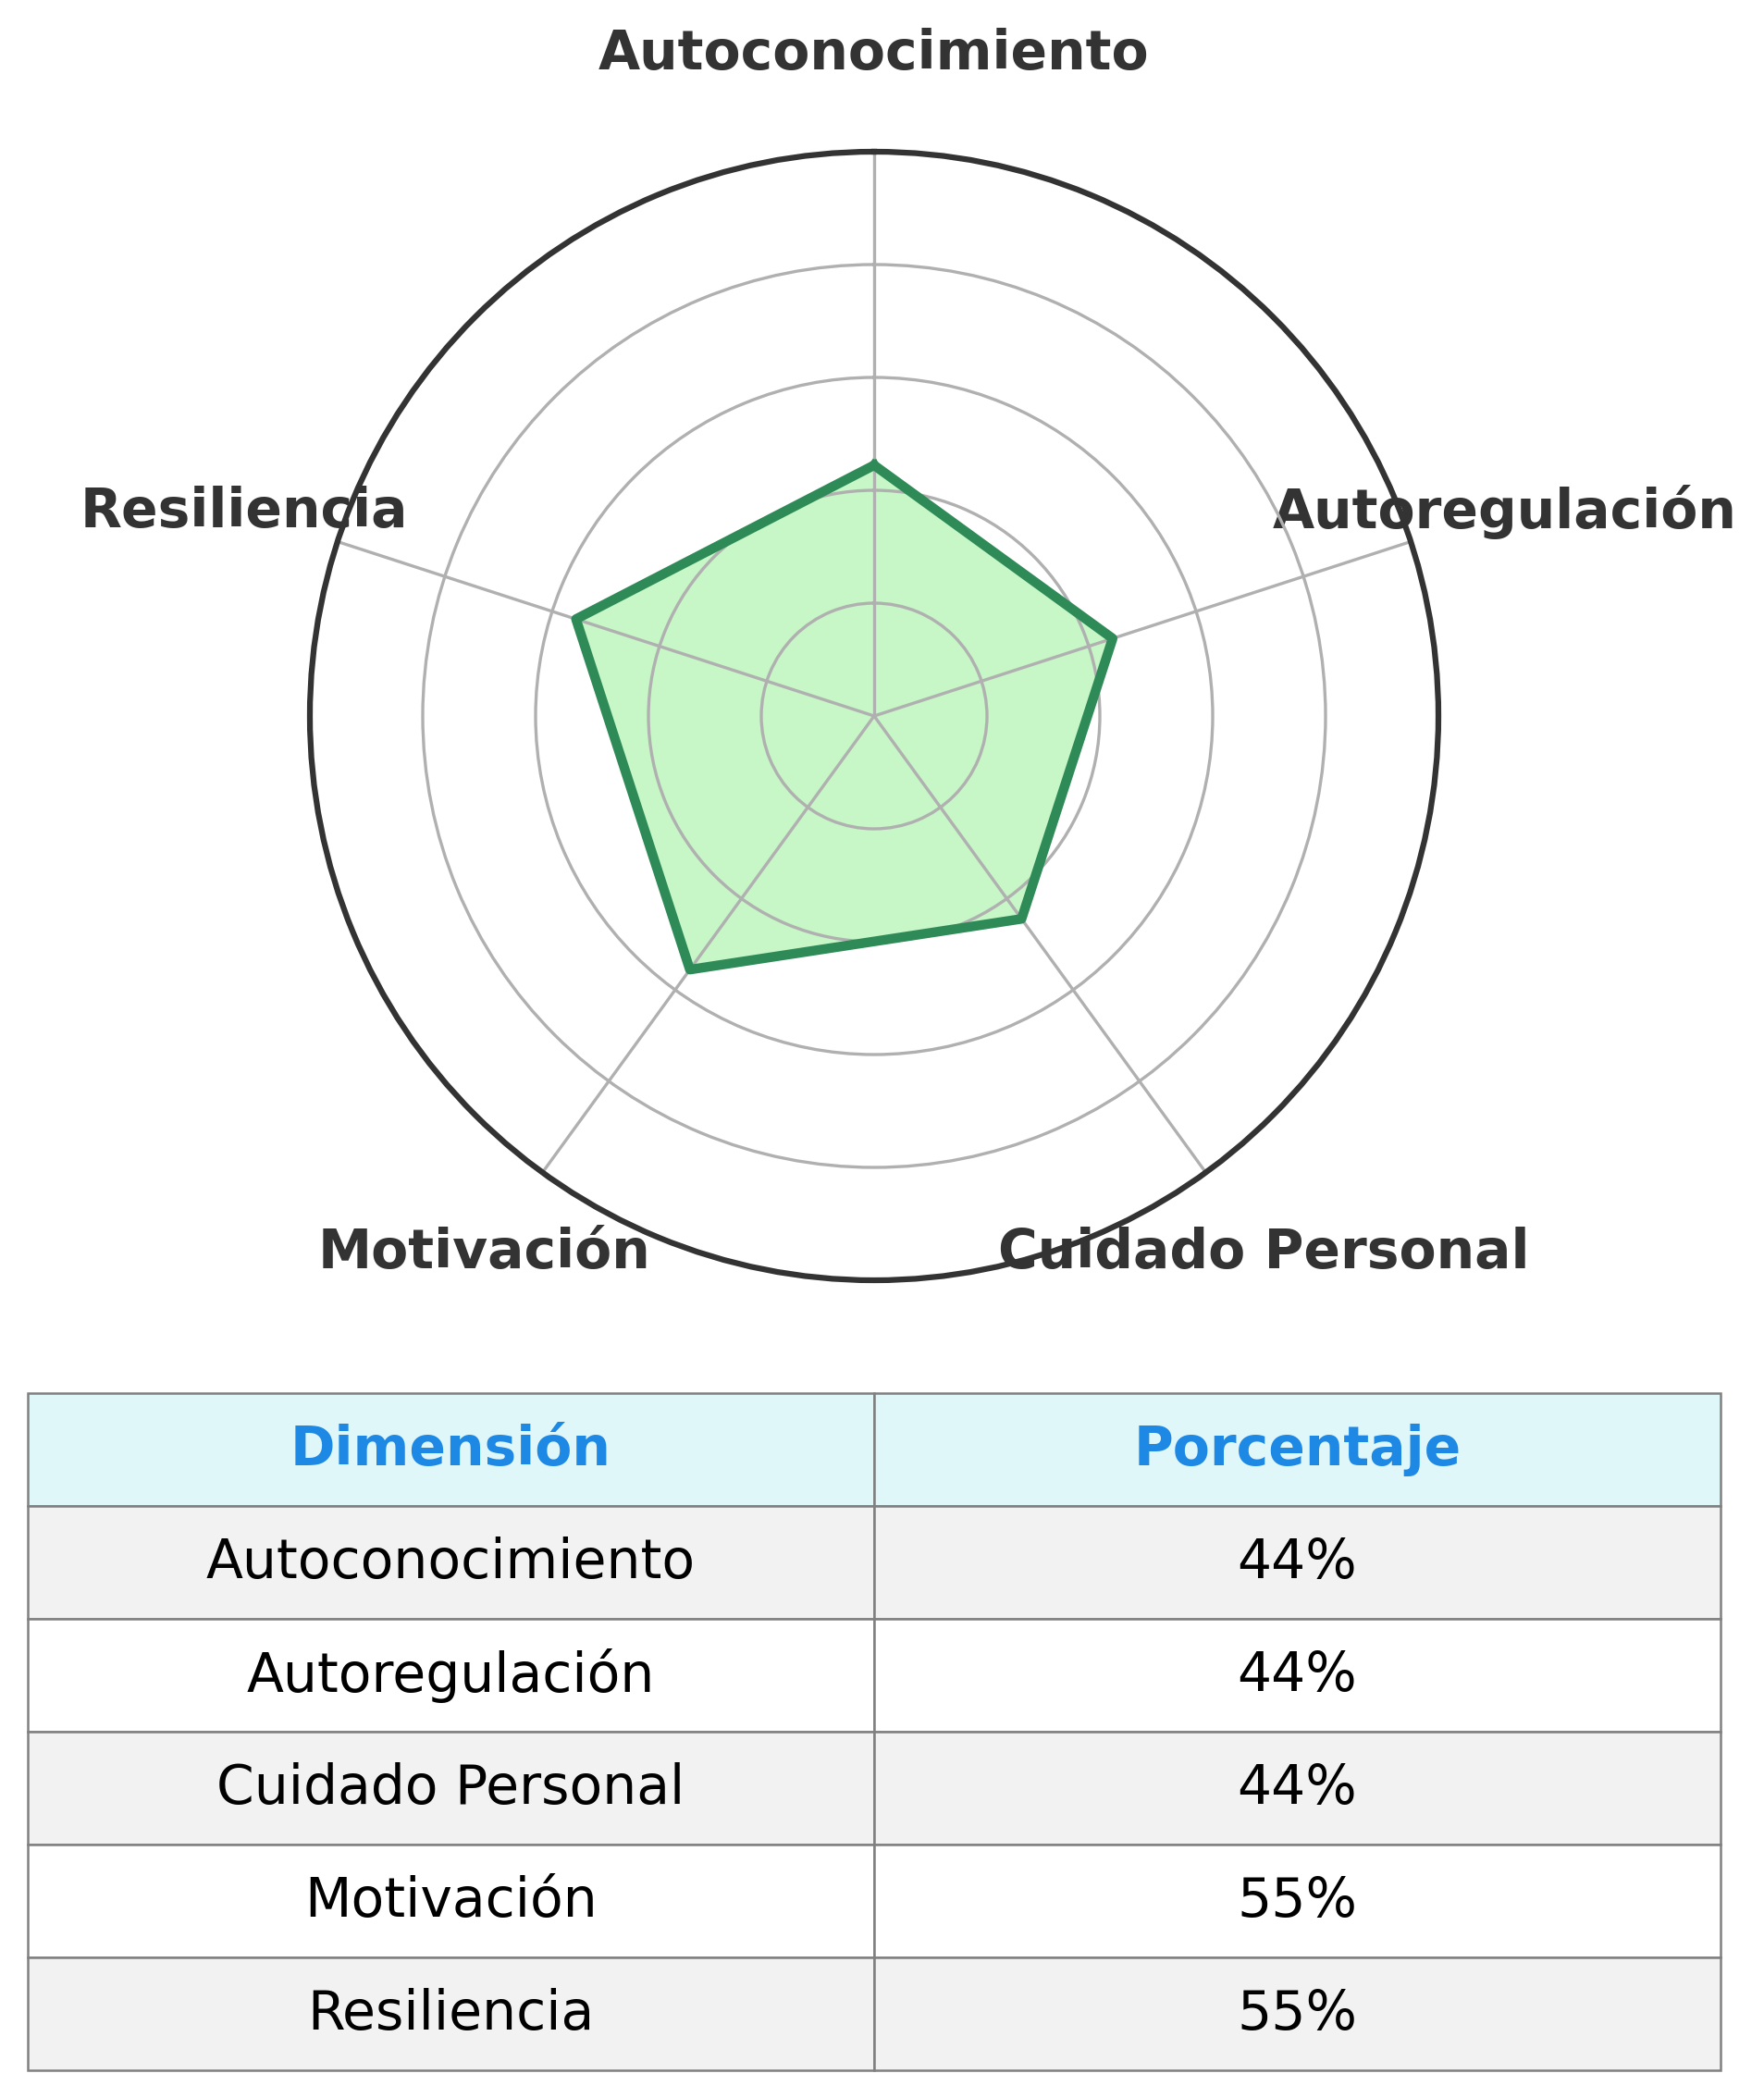 Autoconocimiento
Resiliencia
Autoregulación
Motivación
Cuidado Personal
Dimensión Porcentaje
Autoconocimiento 44%
Autoregulación 44%
Cuidado Personal 44%
Motivación 55%
Resiliencia 55%